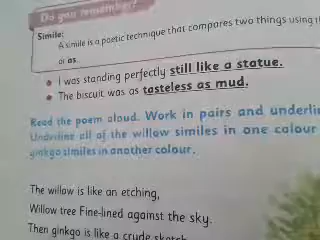 Do you remember?
Simile:
A simile is a poetic technique that compares two things using
or as.
• I was standing perfectly still like a statue.
• The biscuit was as tasteless as mud.
Read the poem aloud. Work in pairs and
Underline all of the willow similes in one colour
ginkgo similes in another colour.
The willow is like an etching,
Willow tree Fine-lined against the sky.
Then ginkgo is like a crude sketch